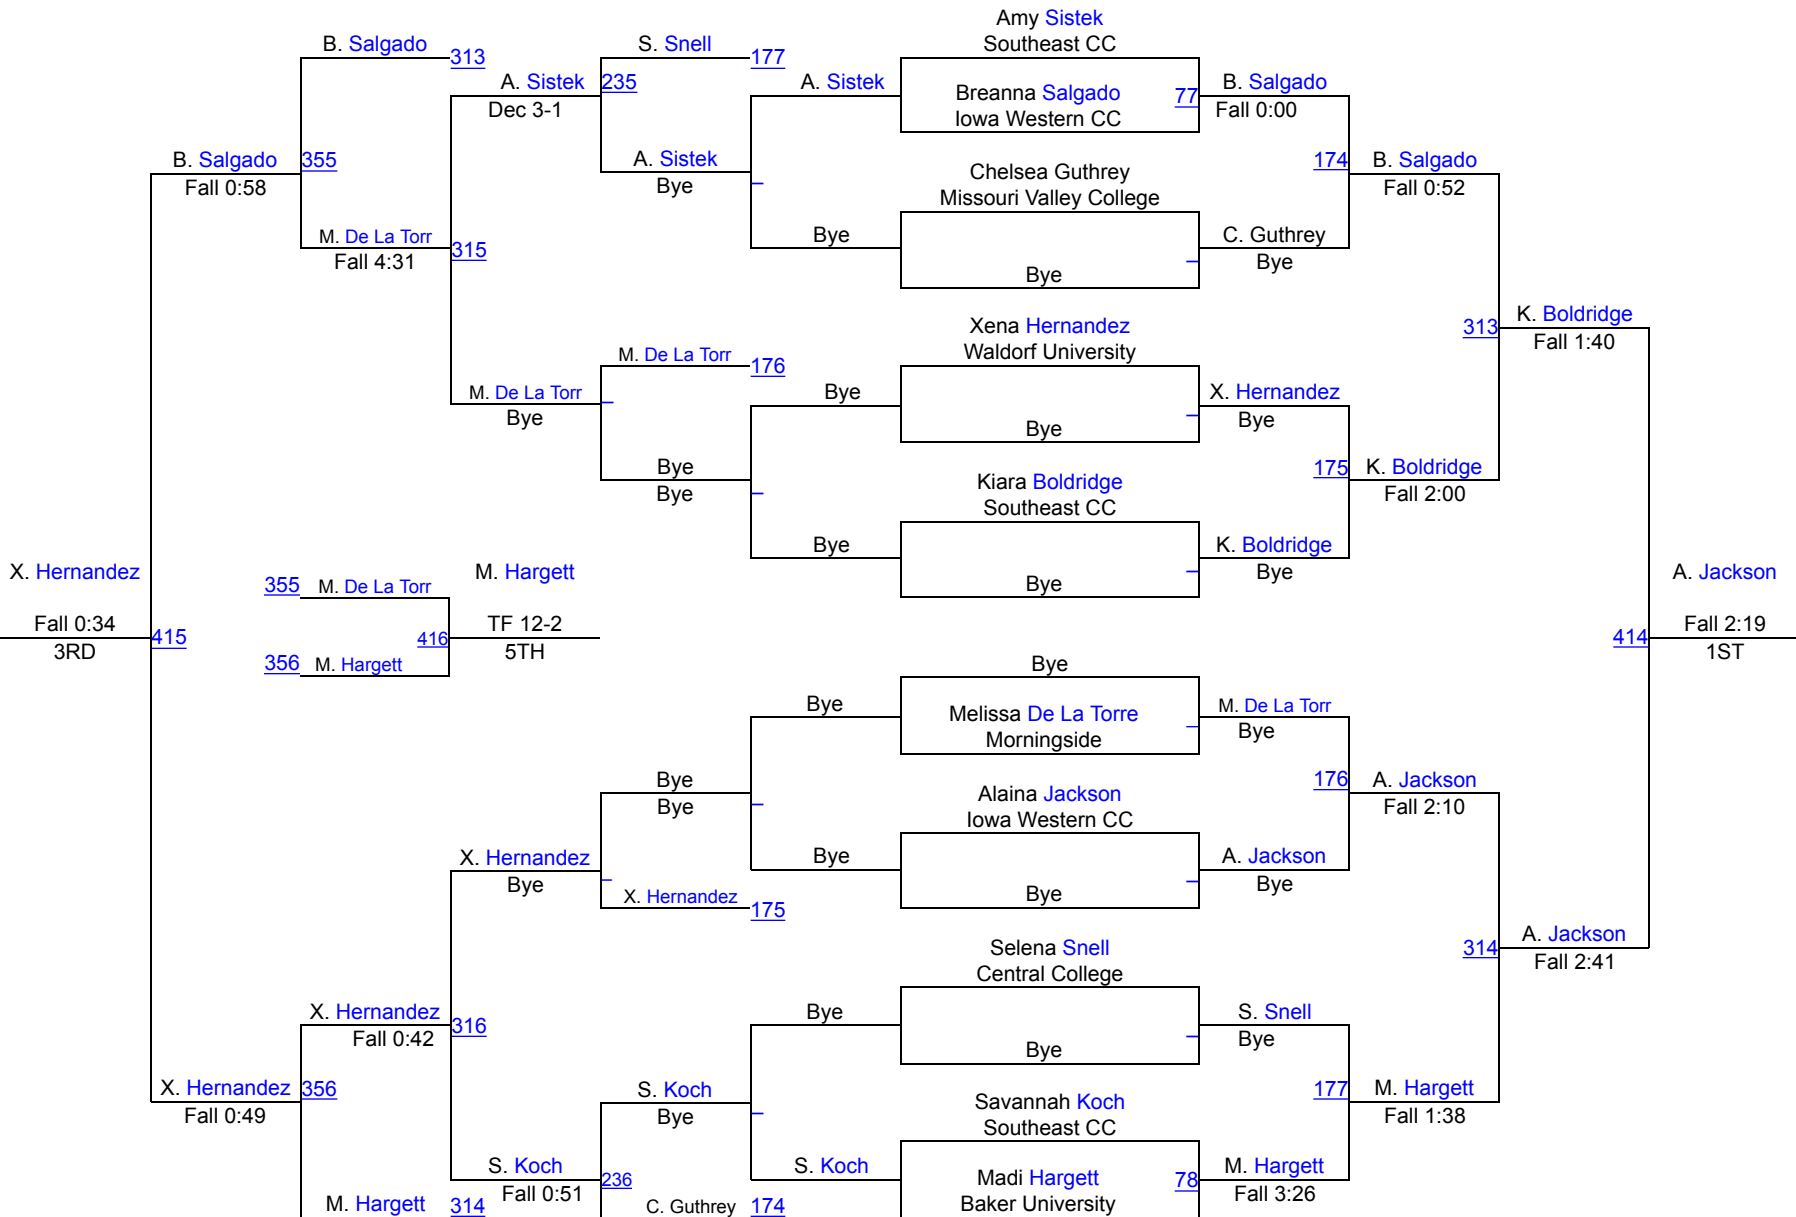 Amy Sistek
Southeast CC
B. Salgado 313
S. Snell 177
A. Sistek 235
Dec 3-1
A. Sistek
Breanna Salgado 77
Iowa Western CC
B. Salgado
Fall 0:00
B. Salgado 355
Fall 0:58
A. Sistek
Bye
Chelsea Guthrey
Missouri Valley College
174 B. Salgado
Fall 0:52
M. De La Torr 315
Fall 4:31
Bye
Bye
C. Guthrey
Bye
Xena Hernandez
Waldorf University
313 K. Boldridge
Fall 1:40
M. De La Torr 176
M. De La Torr
Bye
Bye
Bye
X. Hernandez
Bye
Bye
Bye
Kiara Boldridge
Southeast CC
175 K. Boldridge
Fall 2:00
Bye
Bye
K. Boldridge
Bye
X. Hernandez
Fall 0:34
3RD
415
355 M. De La Torr
356 M. Hargett
416
M. Hargett
TF 12-2
5TH
A. Jackson
414 Fall 2:19
1ST
Bye
Bye
Melissa De La Torre
Morningside
M. De La Torr
Bye
Bye
Bye
Alaina Jackson
Iowa Western CC
176 A. Jackson
Fall 2:10
X. Hernandez
Bye
Bye
Bye
A. Jackson
Bye
X. Hernandez 175
Selena Snell
Central College
314 A. Jackson
Fall 2:41
X. Hernandez 316
Fall 0:42
Bye
Bye
S. Snell
Bye
X. Hernandez 356
Fall 0:49
S. Koch
Bye
Savannah Koch
Southeast CC
177 M. Hargett
Fall 1:38
S. Koch 236
Fall 0:51
S. Koch
Madi Hargett 78
Baker University
M. Hargett
Fall 3:26
M. Hargett 314
C. Guthrey 174